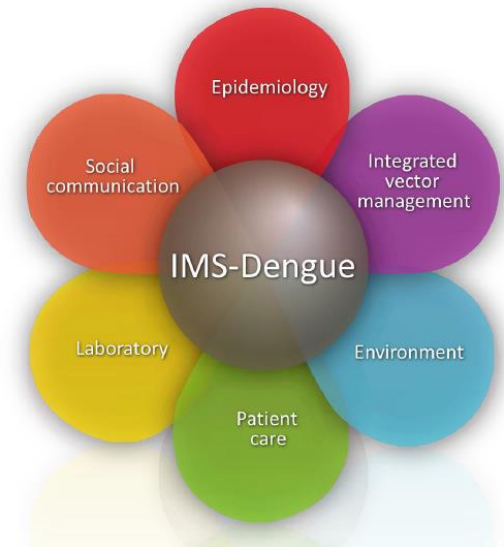 Epidemiology
Integrated
vector
management
Environment
Patient
care
Laboratory
Social
communication
IMS-Dengue